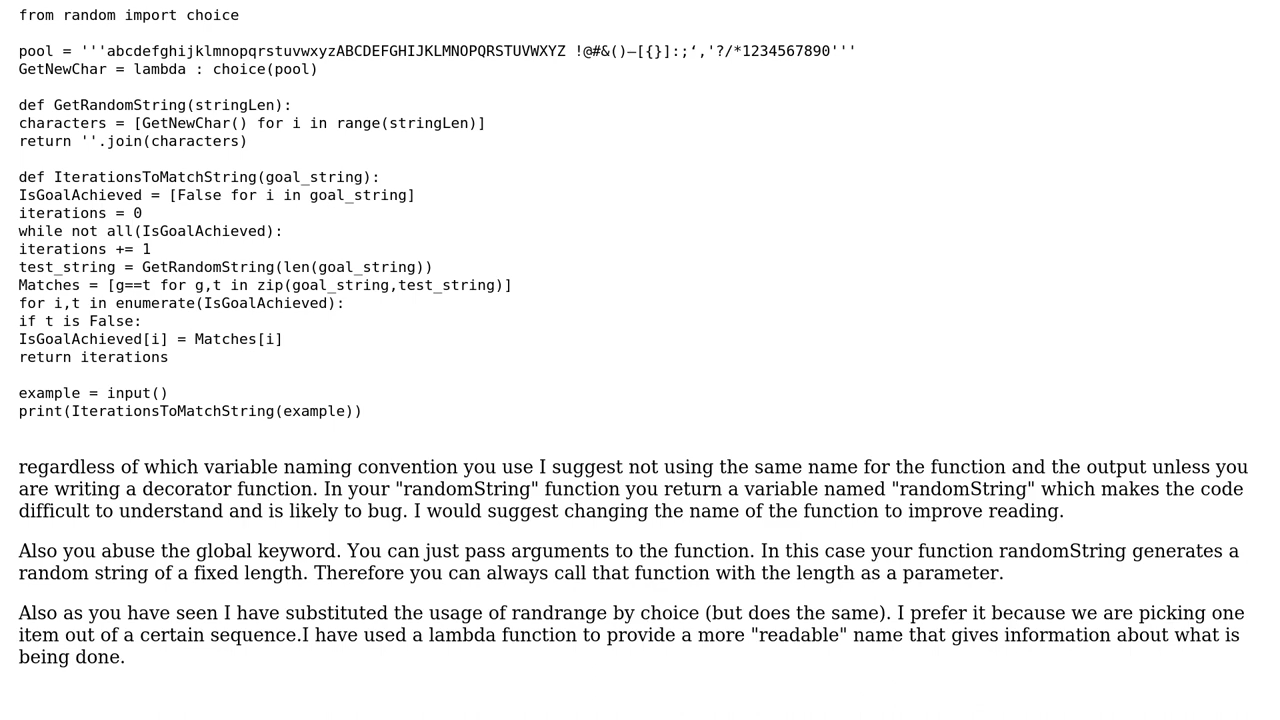 from random import choice
pool = '''abcdefghijklmnopqrstuvwxyzABCDEFGHIJKLMNOPQRSTUVWXYZ !@#&()–[{}]:;‘,'?/*1234567890'''
GetNewChar = lambda : choice(pool)
def GetRandomString(stringLen):
characters = [GetNewChar() for i in range(stringLen)]
return ''.join(characters)
def IterationsToMatchString(goal_string):
IsGoalAchieved = [False for i in goal_string]
iterations = 0
while not all(IsGoalAchieved):
iterations += 1
test_string = GetRandomString(len(goal_string))
Matches = [g==t for g,t in zip(goal_string,test_string)]
for i,t in enumerate(IsGoalAchieved):
if t is False:
IsGoalAchieved[i] = Matches[i]
return iterations
example = input()
print(IterationsToMatchString(example))
regardless of which variable naming convention you use I suggest not using the same name for the function and the output unless you
are writing a decorator function. In your "randomString" function you return a variable named "randomString" which makes the code
difficult to understand and is likely to bug. I would suggest changing the name of the function to improve reading.
Also you abuse the global keyword. You can just pass arguments to the function. In this case your function randomString generates a
random string of a fixed length. Therefore you can always call that function with the length as a parameter.
Also as you have seen I have substituted the usage of randrange by choice (but does the same). I prefer it because we are picking one
item out of a certain sequence.I have used a lambda function to provide a more "readable" name that gives information about what is
being done.